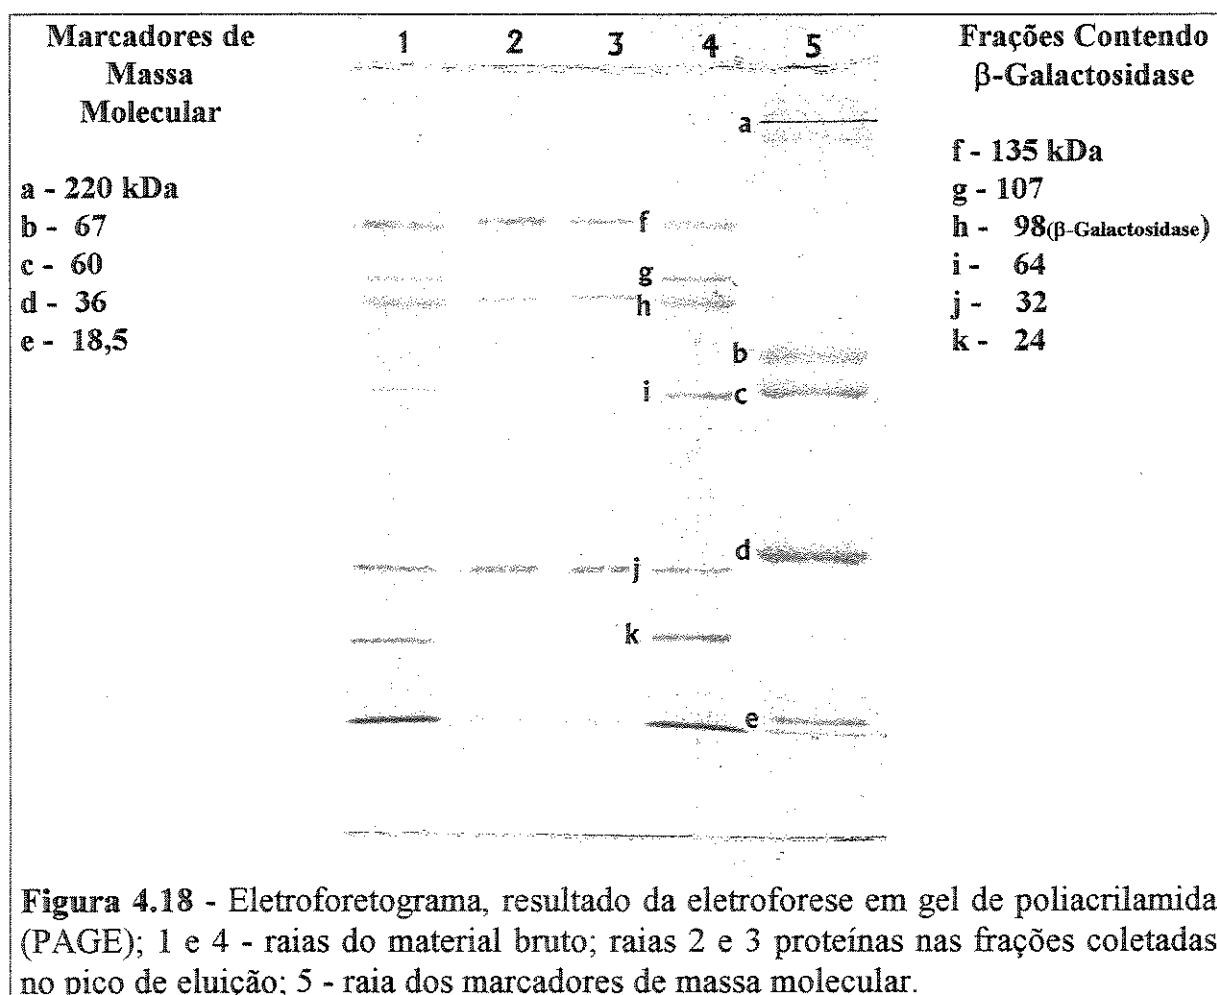 Marcadores de
Massa
Molecular
a - 220 kDa
b - 67
c - 60
d - 36
e - 18,5
1 2 3 4 5
a
f
g
h
b
i c
d
j
k
e
Frações Contendo
β-Galactosidase
f - 135 kDa
g - 107
h - 98(β-Galactosidase)
i - 64
j - 32
k - 24
Figura 4.18 - Eletroforetograma, resultado da eletroforese em gel de poliacrilamida
(PAGE); 1 e 4 - raias do material bruto; raias 2 e 3 proteínas nas frações coletadas
no pico de eluição; 5 - raia dos marcadores de massa molecular.